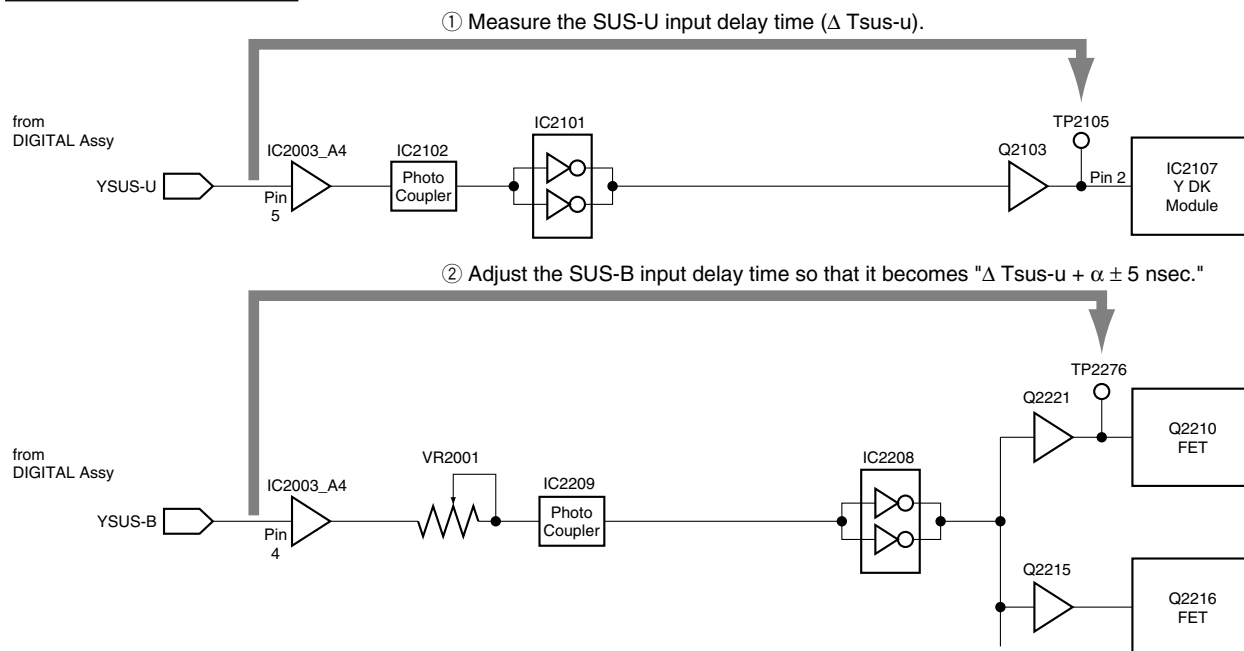 ① Measure the SUS-U input delay time (Δ Tsus-u).
from
DIGITAL Assy
YSUS-U
Pin
5
IC2003_A4
IC2102
Photo
Coupler
IC2101
Q2103
TP2105
Pin 2
IC2107
Y DK
Module
② Adjust the SUS-B input delay time so that it becomes "Δ Tsus-u + α ± 5 nsec."
from
DIGITAL Assy
YSUS-B
Pin
4
IC2003_A4
VR2001
IC2209
Photo
Coupler
IC2208
Q2221
TP2276
Q2210
FET
Q2215
Q2216
FET